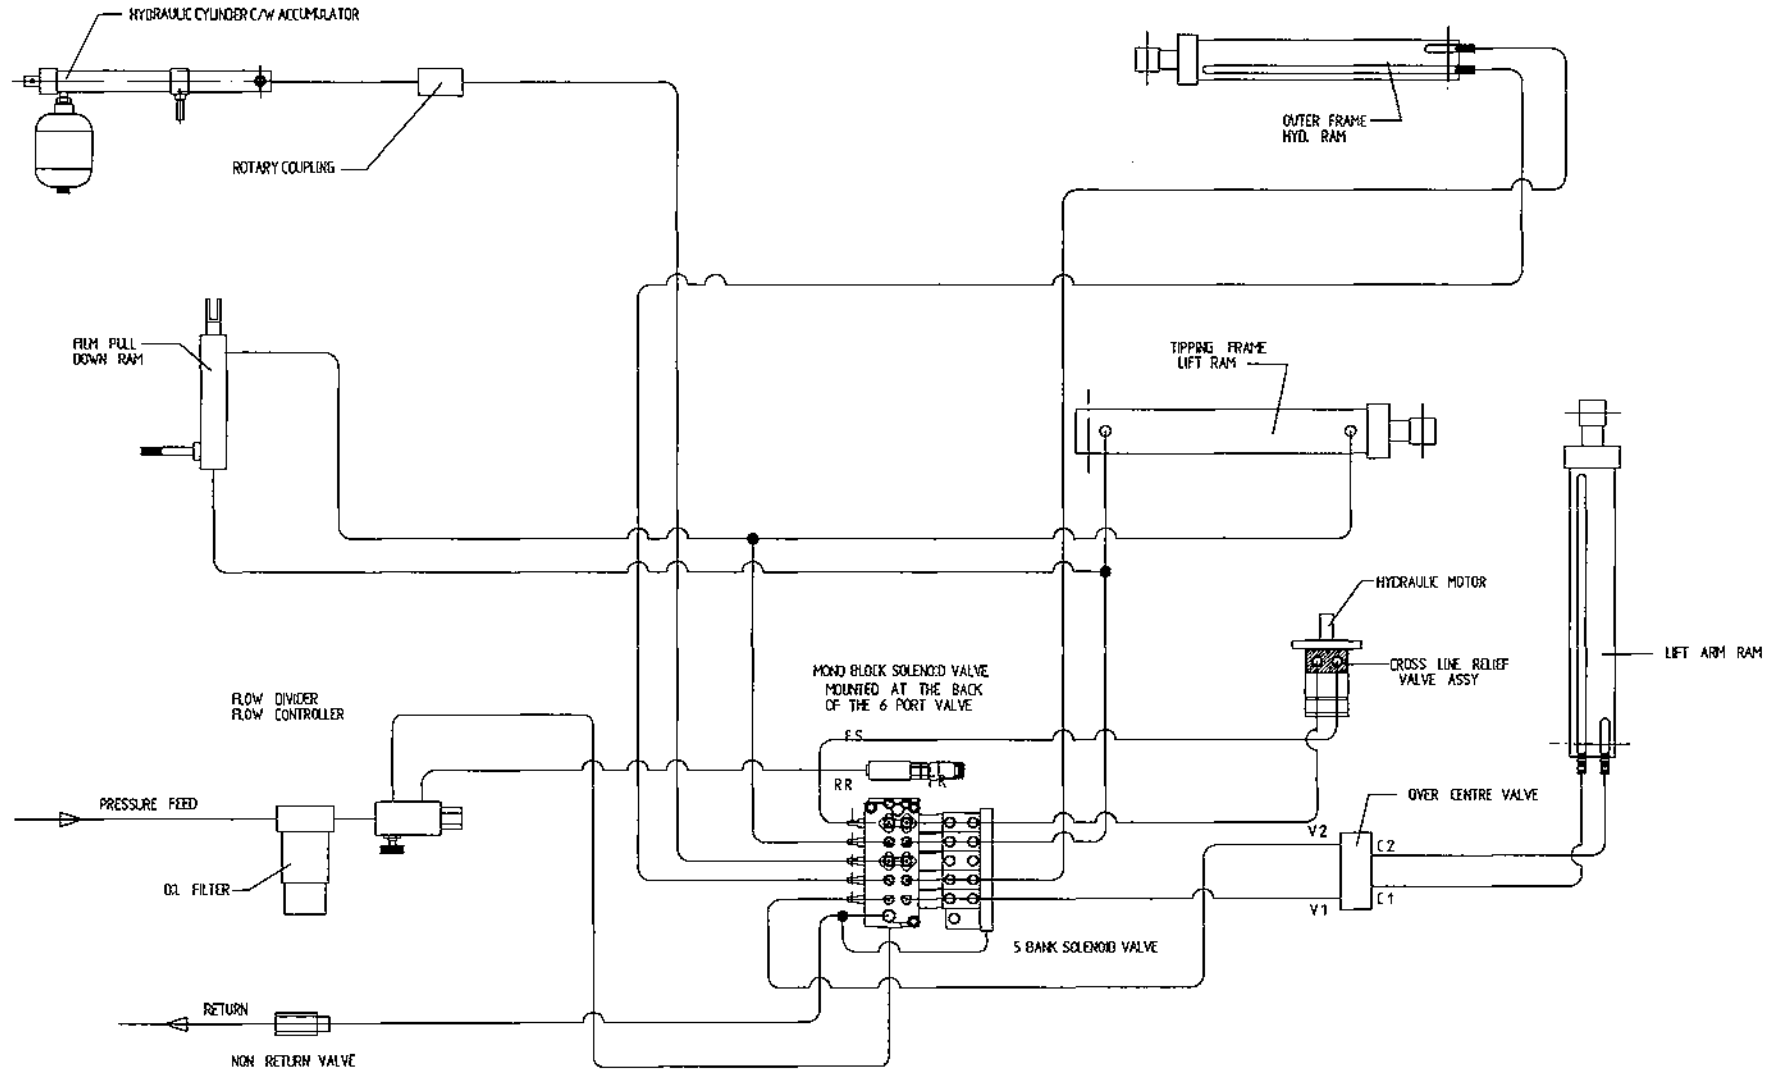 HYDRAULIC CYLINDER C/W ACCUMULATOR
ROTARY COUPLING
OUTER FRAME
HYD. RAM
FILM PULL
DOWN RAM
TIPPING FRAME
LIFT RAM
HYDRAULIC MOTOR
CROSS LINE RELIEF
VALVE ASSY
LIFT ARM RAM
MONO BLOCK SOLENOID VALVE
MOUNTED AT THE BACK
OF THE 6 PORT VALVE
FLOW DIVIDER
FLOW CONTROLLER
RR
PRESSURE FEED
OIL FILTER
OVER CENTRE VALVE
V2
C2
V1
C1
5 BANK SOLENOID VALVE
RETURN
NON RETURN VALVE